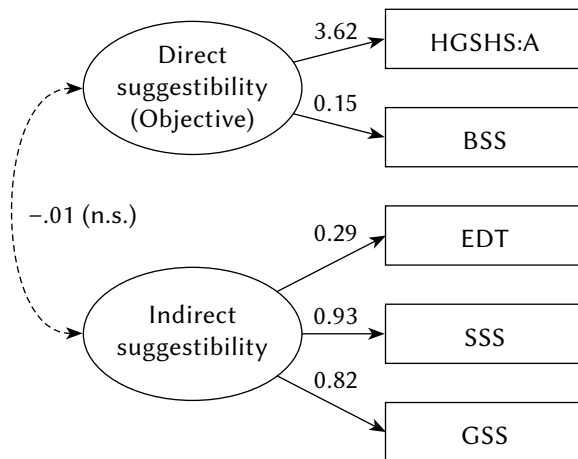 3.62
HGSHS:A
Direct
suggestibility
(Objective)
0.15
BSS
−.01 (n.s.)
0.29
EDT
Indirect
suggestibility
0.93
SSS
0.82
GSS